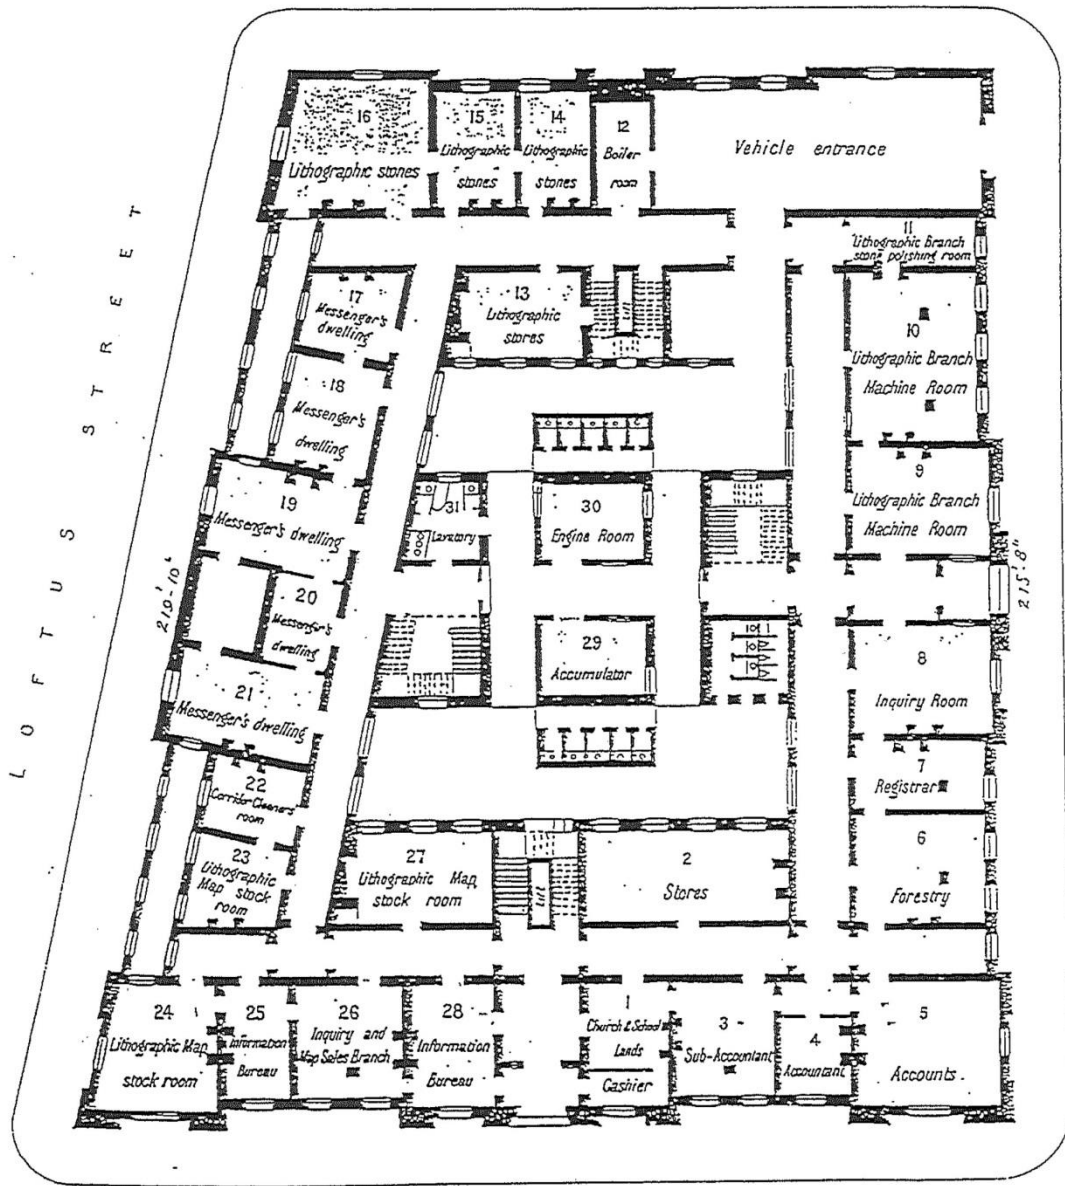 16
Lithographic stones
15
Lithographic
stones
14
Lithographic
stones
12
Boiler
room
Vehicle entrance
11
Lithographic Branch
stone polishing room
17
Messenger's
dwelling
13
Lithographic
stores
Lift
10
Lithographic Branch
Machine Room
18
Messenger's
dwelling
9
Lithographic Branch
Machine Room
19
Messenger's dwelling
31
Lavatory
30
Engine Room
LOFTUS STREET
210'-10"
215'-8"
20
Messenger's
dwelling
29
Accumulator
8
Inquiry Room
21
Messenger's dwelling
7
Registrar
22
Corridor Cleaners'
room
6
Forestry
23
Lithographic
Map stock
room
27
Lithographic Map
stock room
Lift
2
Stores
24
Lithographic Map
stock room
25
Information
Bureau
26
Inquiry and
Map Sales Branch
28
Information
Bureau
1
Church & School
Lands
Cashier
3
Sub-Accountant
4
Accountant
5
Accounts